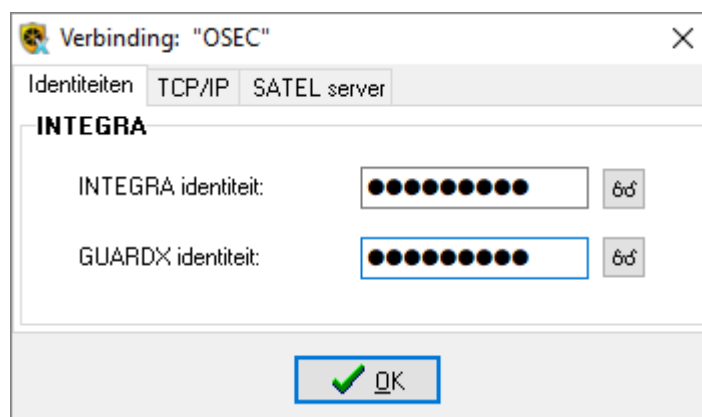 Verbinding: "OSEC"
Identiteiten TCP/IP SATEL server
INTEGRA
INTEGRA identiteit: ●●●●●●●●●
GUARDX identiteit: ●●●●●●●●●
OK